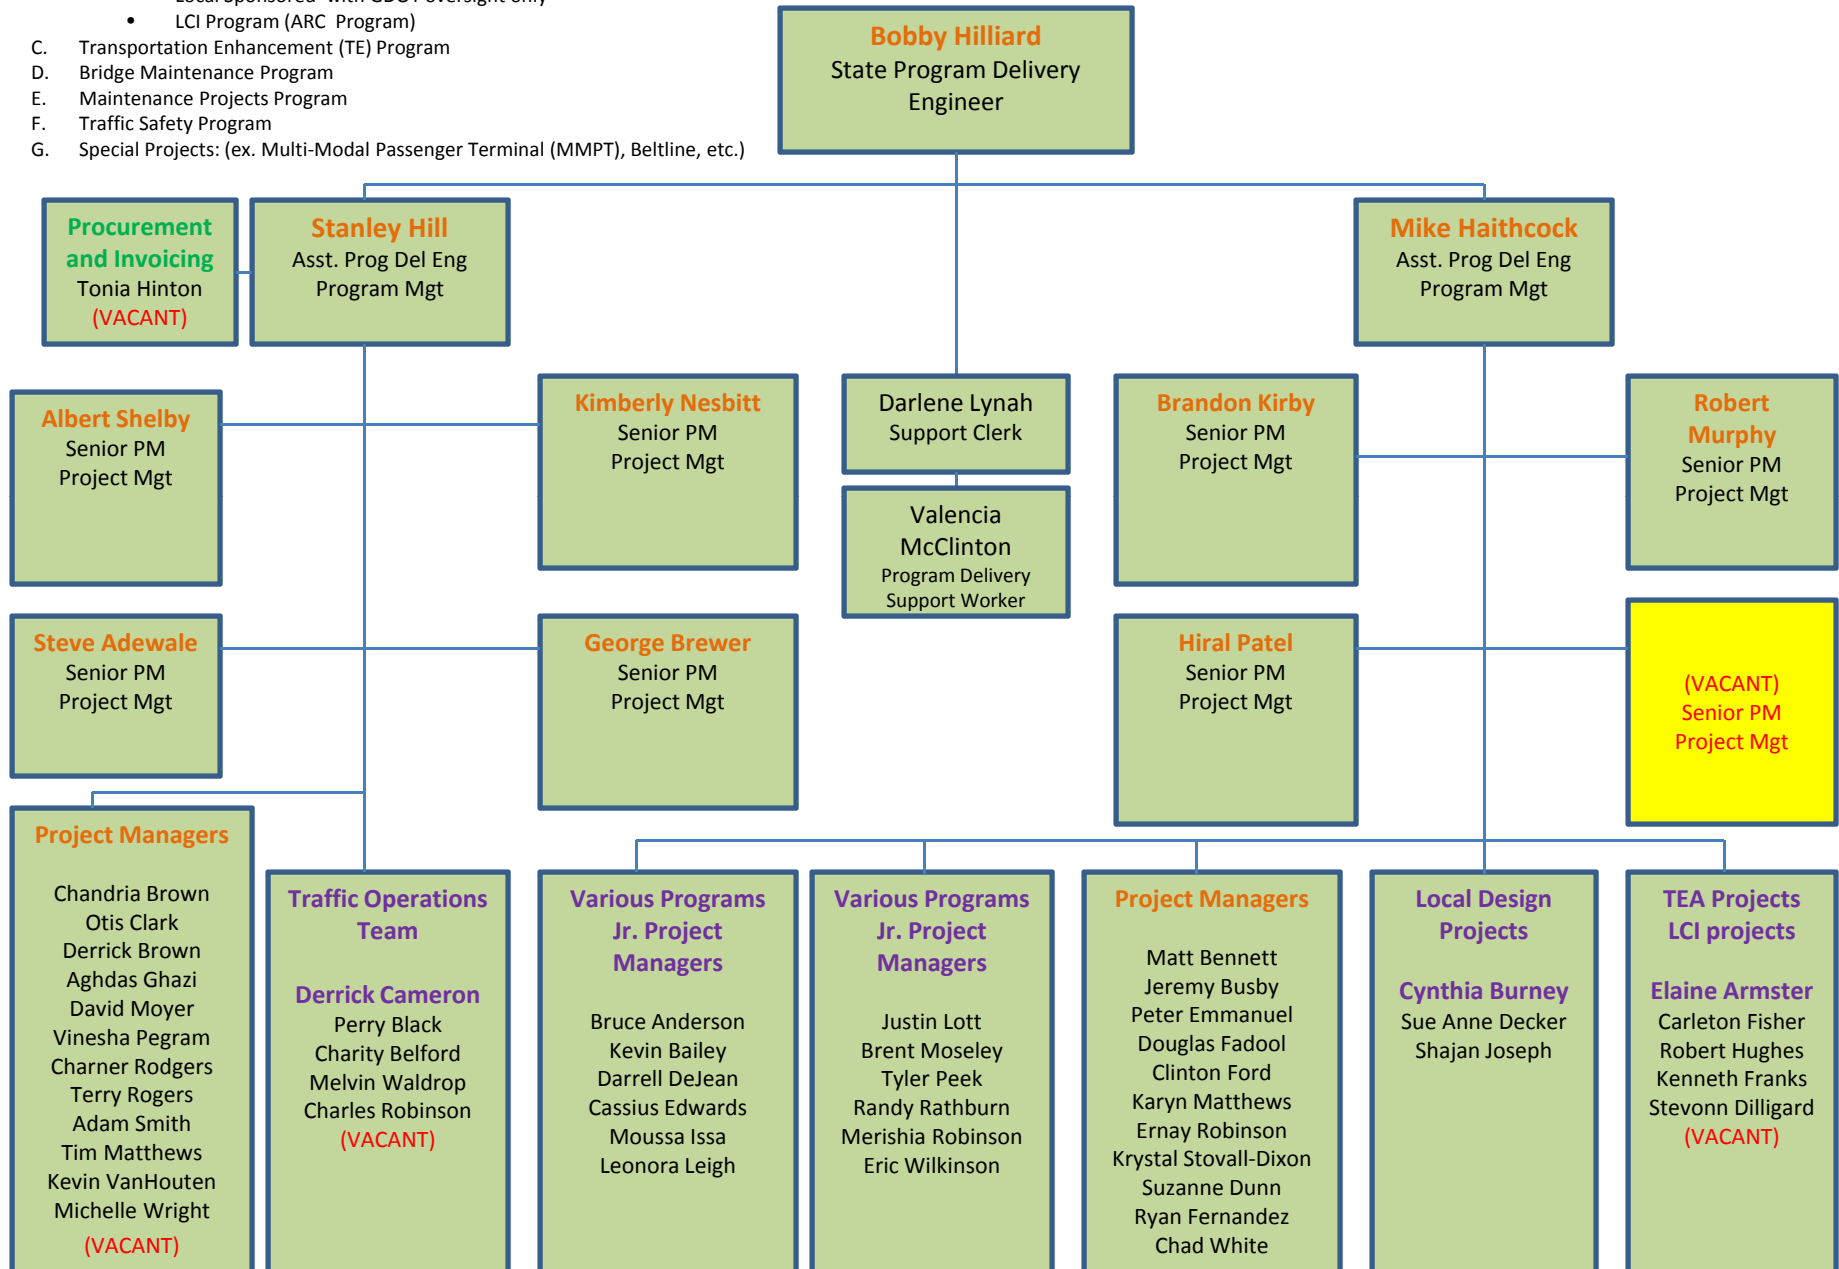 Local Sponsored with GDOT oversight only
• LCI Program (ARC Program)
C. Transportation Enhancement (TE) Program
D. Bridge Maintenance Program
E. Maintenance Projects Program
F. Traffic Safety Program
G. Special Projects: (ex. Multi-Modal Passenger Terminal (MMPT), Beltline, etc.)
Bobby Hilliard
State Program Delivery
Engineer
Procurement
and Invoicing
Tonia Hinton
(VACANT)
Stanley Hill
Asst. Prog Del Eng
Program Mgt
Mike Haithcock
Asst. Prog Del Eng
Program Mgt
Albert Shelby
Senior PM
Project Mgt
Kimberly Nesbitt
Senior PM
Project Mgt
Darlene Lynah
Support Clerk
Valencia
McClinton
Program Delivery
Support Worker
Brandon Kirby
Senior PM
Project Mgt
Robert
Murphy
Senior PM
Project Mgt
Steve Adewale
Senior PM
Project Mgt
George Brewer
Senior PM
Project Mgt
Hiral Patel
Senior PM
Project Mgt
(VACANT)
Senior PM
Project Mgt
Project Managers
Chandria Brown
Otis Clark
Derrick Brown
Aghdas Ghazi
David Moyer
Vinesha Pegram
Charner Rodgers
Terry Rogers
Adam Smith
Tim Matthews
Kevin VanHouten
Michelle Wright
(VACANT)
Traffic Operations
Team
Derrick Cameron
Perry Black
Charity Belford
Melvin Waldrop
Charles Robinson
(VACANT)
Various Programs
Jr. Project
Managers
Bruce Anderson
Kevin Bailey
Darrell DeJean
Cassius Edwards
Moussa Issa
Leonora Leigh
Various Programs
Jr. Project
Managers
Justin Lott
Brent Moseley
Tyler Peek
Randy Rathburn
Merishia Robinson
Eric Wilkinson
Project Managers
Matt Bennett
Jeremy Busby
Peter Emmanuel
Douglas Fadool
Clinton Ford
Karyn Matthews
Ernay Robinson
Krystal Stovall-Dixon
Suzanne Dunn
Ryan Fernandez
Chad White
Local Design
Projects
Cynthia Burney
Sue Anne Decker
Shajan Joseph
TEA Projects
LCI projects
Elaine Armster
Carleton Fisher
Robert Hughes
Kenneth Franks
Stevonn Dilligard
(VACANT)